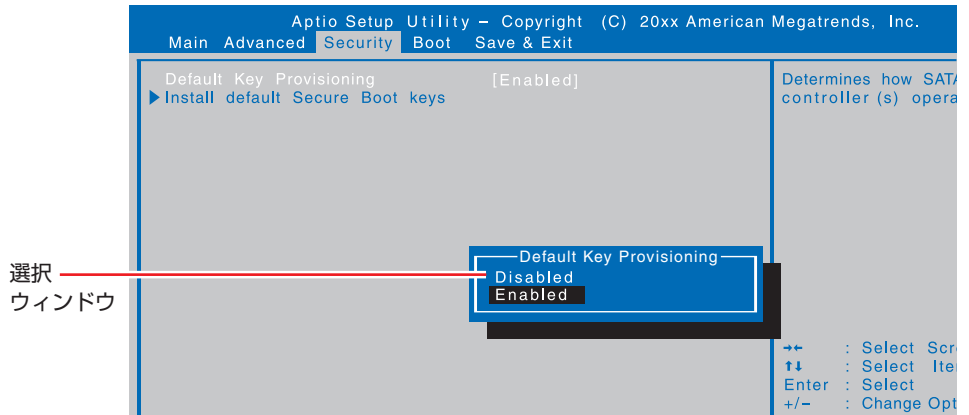 Aptio Setup Utility – Copyright (C) 20xx American Megatrends, Inc.
Main Advanced Security Boot Save & Exit
Default Key Provisioning [Enabled]
▶Install default Secure Boot keys
Determines how SATA
controller(s) opera
Default Key Provisioning
Disabled
Enabled
選択
ウィンドウ
→← : Select Scre
↑↓ : Select Iter
Enter : Select
+/– : Change Opt